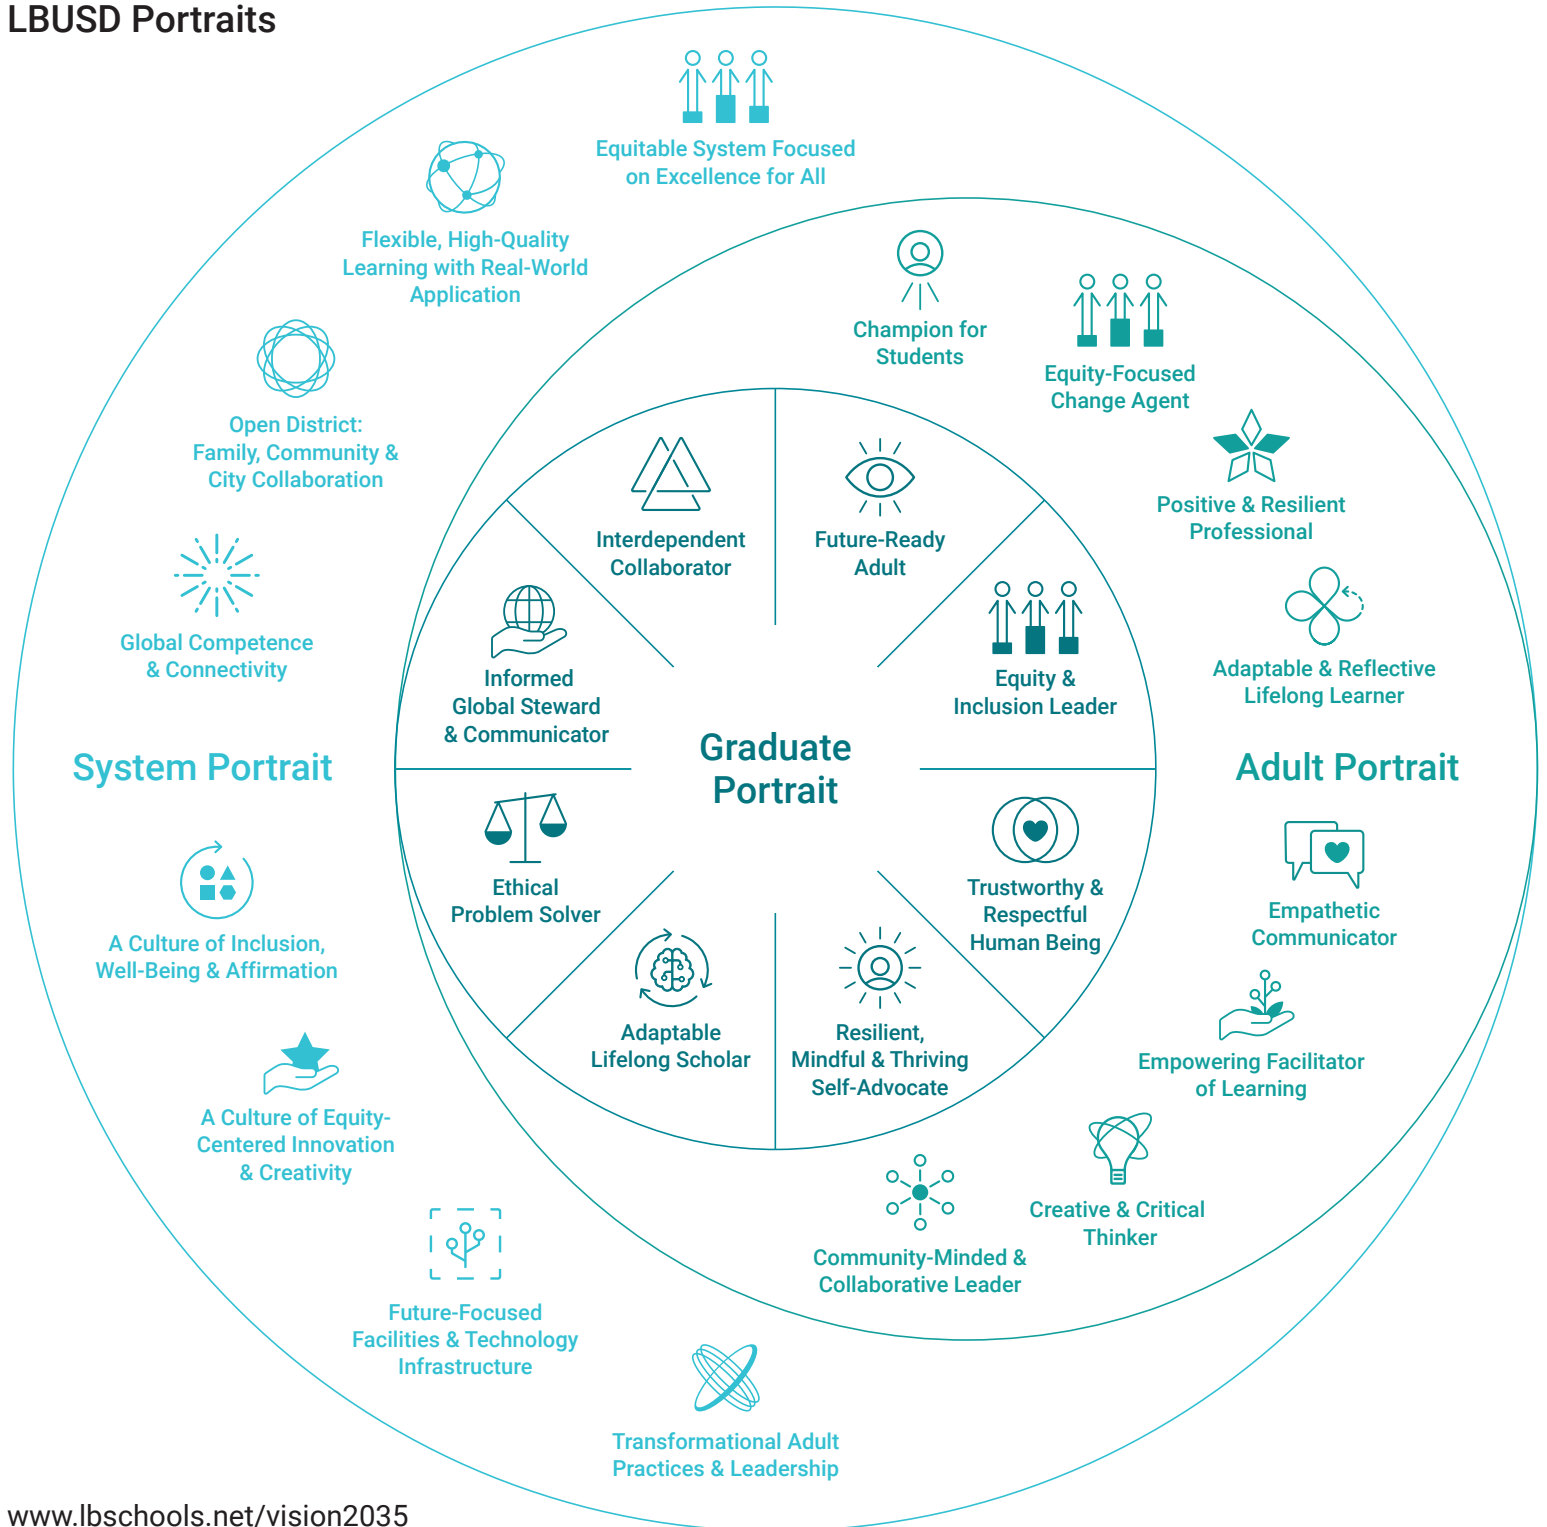 LBUSD Portraits
Equitable System Focused
on Excellence for All
Flexible, High-Quality
Learning with Real-World
Application
Open District:
Family, Community &
City Collaboration
Global Competence
& Connectivity
System Portrait
A Culture of Inclusion,
Well-Being & Affirmation
A Culture of Equity-
Centered Innovation
& Creativity
Future-Focused
Facilities & Technology
Infrastructure
Transformational Adult
Practices & Leadership
Champion for
Students
Equity-Focused
Change Agent
Positive & Resilient
Professional
Adaptable & Reflective
Lifelong Learner
Adult Portrait
Empathetic
Communicator
Empowering Facilitator
of Learning
Creative & Critical
Thinker
Community-Minded &
Collaborative Leader
Interdependent
Collaborator
Future-Ready
Adult
Informed
Global Steward
& Communicator
Equity &
Inclusion Leader
Graduate
Portrait
Ethical
Problem Solver
Trustworthy &
Respectful
Human Being
Adaptable
Lifelong Scholar
Resilient,
Mindful & Thriving
Self-Advocate
www.lbschools.net/vision2035